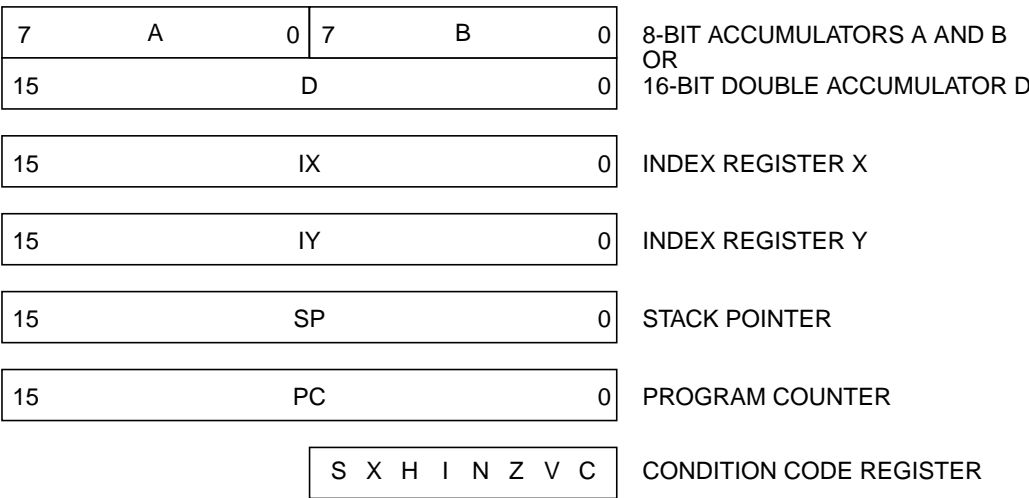 7 A 0 7 B 0 8-BIT ACCUMULATORS A AND B
OR
15 D 0 16-BIT DOUBLE ACCUMULATOR D
15 IX 0 INDEX REGISTER X
15 IY 0 INDEX REGISTER Y
15 SP 0 STACK POINTER
15 PC 0 PROGRAM COUNTER
S X H I N Z V C CONDITION CODE REGISTER